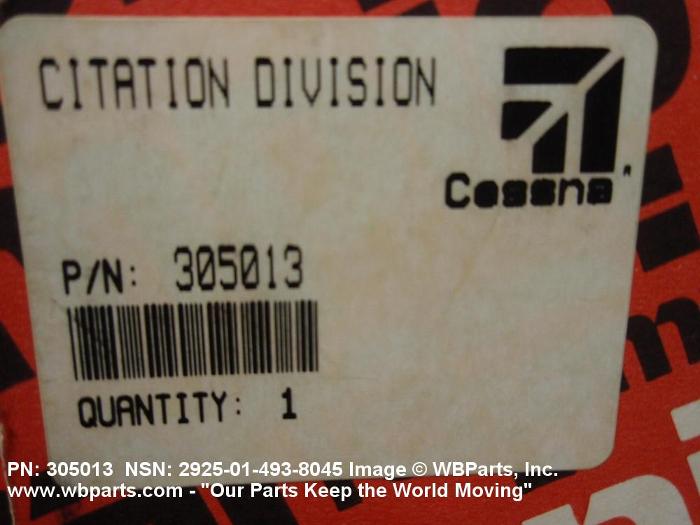 CITATION DIVISION
Cessna
P/N: 305013
QUANTITY: 1
PN: 305013 NSN: 2925-01-493-8045 Image © WBParts, Inc.
www.wbparts.com - "Our Parts Keep the World Moving"